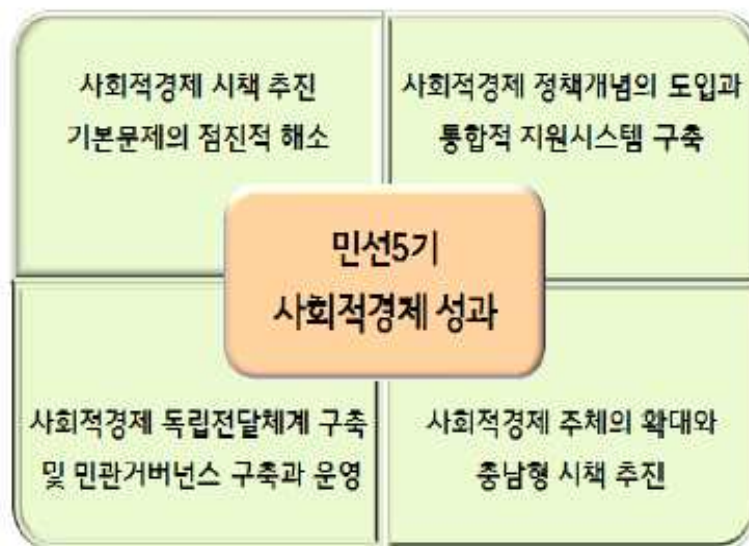 사회적경제 시책 추진
기본문제의 점진적 해소
사회적경제 정책개념의 도입과
통합적 지원시스템 구축
민선5기
사회적경제 성과
사회적경제 독립전달체계 구축
및 민관거버넌스 구축과 운영
사회적경제 주체의 확대와
충남형 시책 추진